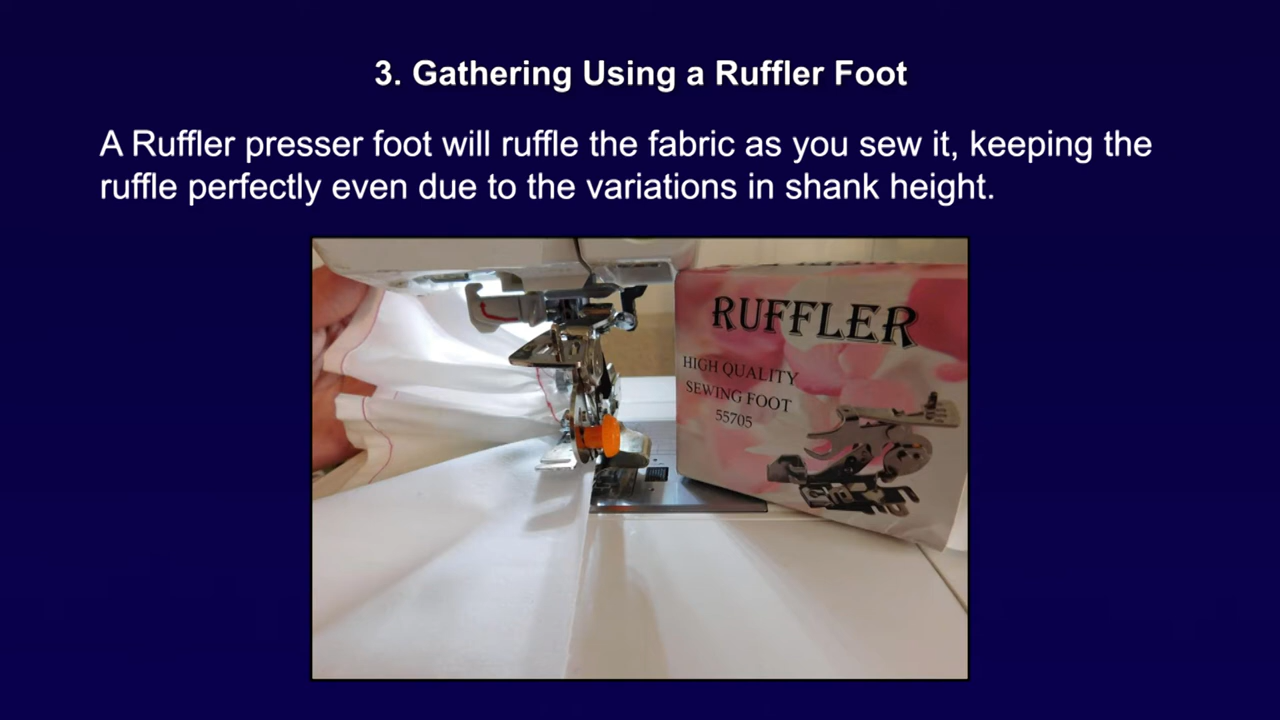 3. Gathering Using a Ruffler Foot
A Ruffler presser foot will ruffle the fabric as you sew it, keeping the
ruffle perfectly even due to the variations in shank height.
RUFFLER
HIGH QUALITY
SEWING FOOT
55705